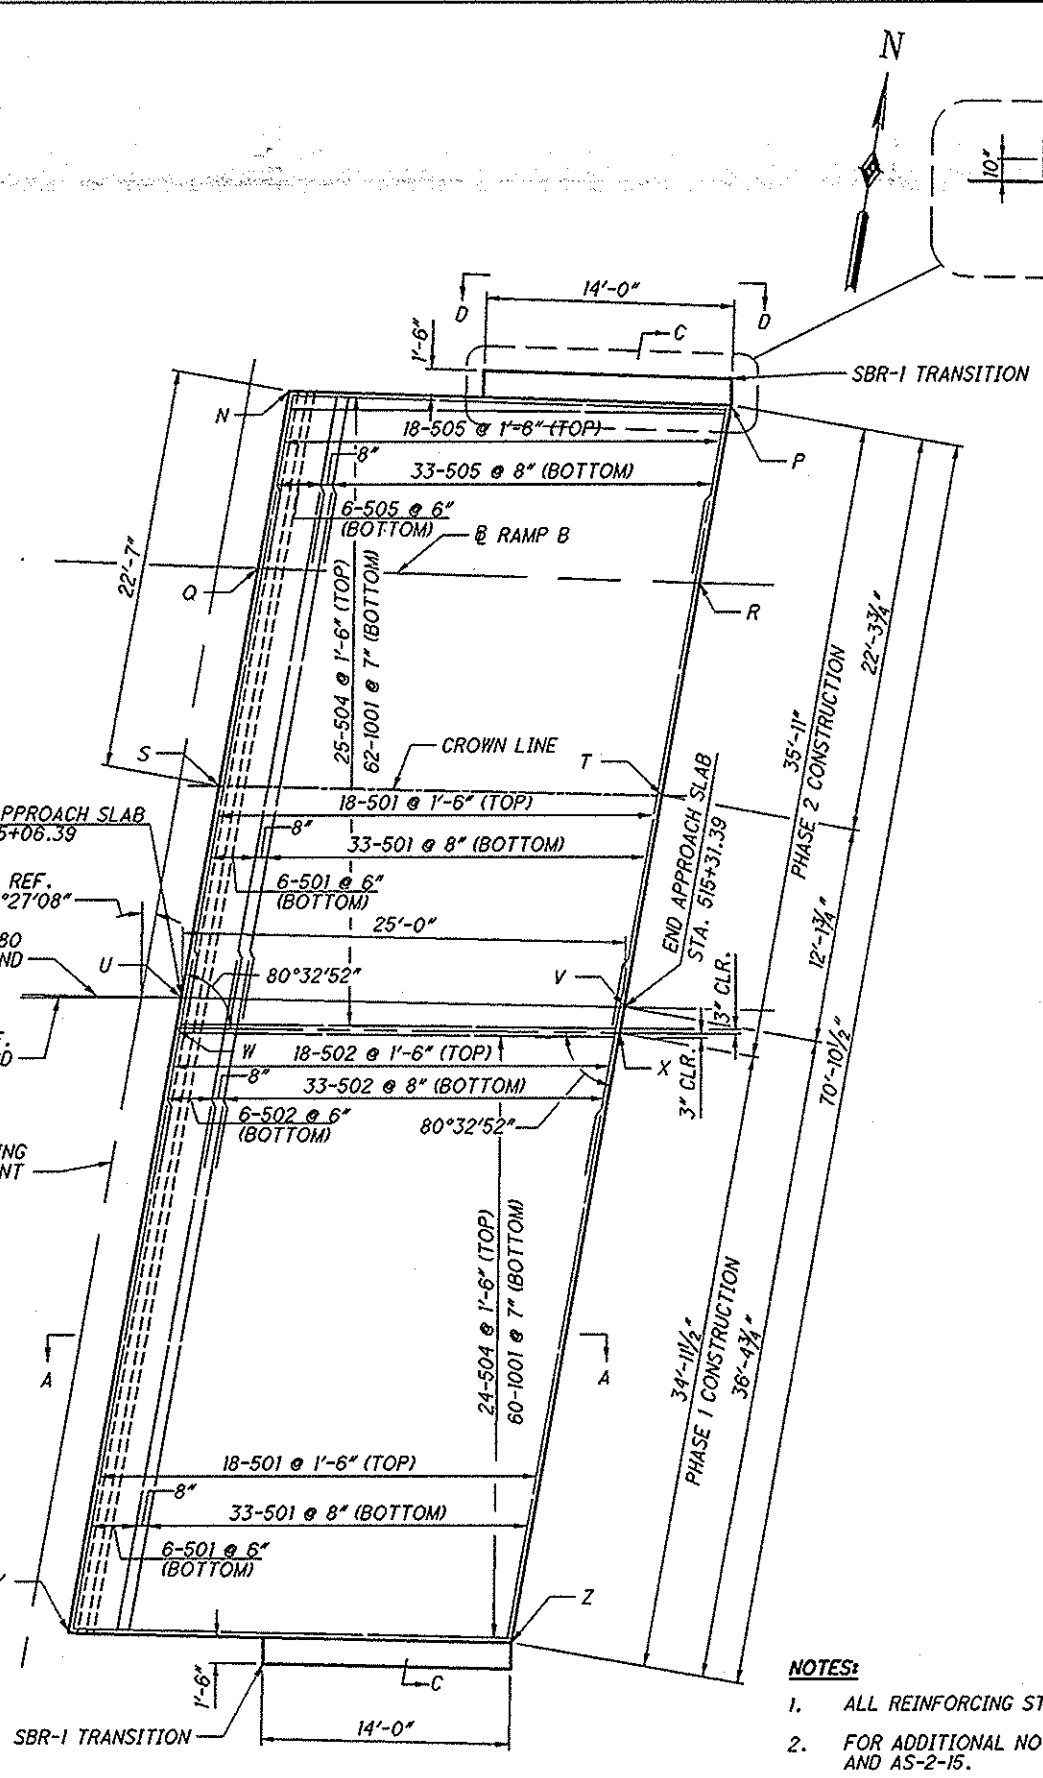 N
10"
14'-0"
D
D
C
1'-6"
SBR-1 TRANSITION
N
18-505 @ 1'-6" (TOP)
P
8"
33-505 @ 8" (BOTTOM)
6-505 @ 6"
(BOTTOM)
℄ RAMP B
22'-7"
Q
R
25-504 @ 1'-6" (TOP)
62-1001 @ 7" (BOTTOM)
22'-3¾"
35'-11"
PHASE 2 CONSTRUCTION
S
CROWN LINE
T
PPROACH SLAB
5+06.39
18-501 @ 1'-6" (TOP)
8"
33-501 @ 8" (BOTTOM)
END APPROACH SLAB
STA. 515+31.39
REF.
°27'08"
6-501 @ 6"
(BOTTOM)
25'-0"
12'-1¾"
80
ND
U
80°32'52"
V
3" CLR.
F.
D
W
18-502 @ 1'-6" (TOP)
X
8"
33-502 @ 8" (BOTTOM)
3" CLR.
70'-10½"
6-502 @ 6"
(BOTTOM)
80°32'52"
NG
NT
24-504 @ 1'-6" (TOP)
60-1001 @ 7" (BOTTOM)
34'-11½"
PHASE 1 CONSTRUCTION
36'-4¾"
A
A
18-501 @ 1'-6" (TOP)
8"
33-501 @ 8" (BOTTOM)
6-501 @ 6"
(BOTTOM)
Z
1'-6"
C
SBR-1 TRANSITION
14'-0"
NOTES:
1. ALL REINFORCING ST
2. FOR ADDITIONAL NO
AND AS-2-15.